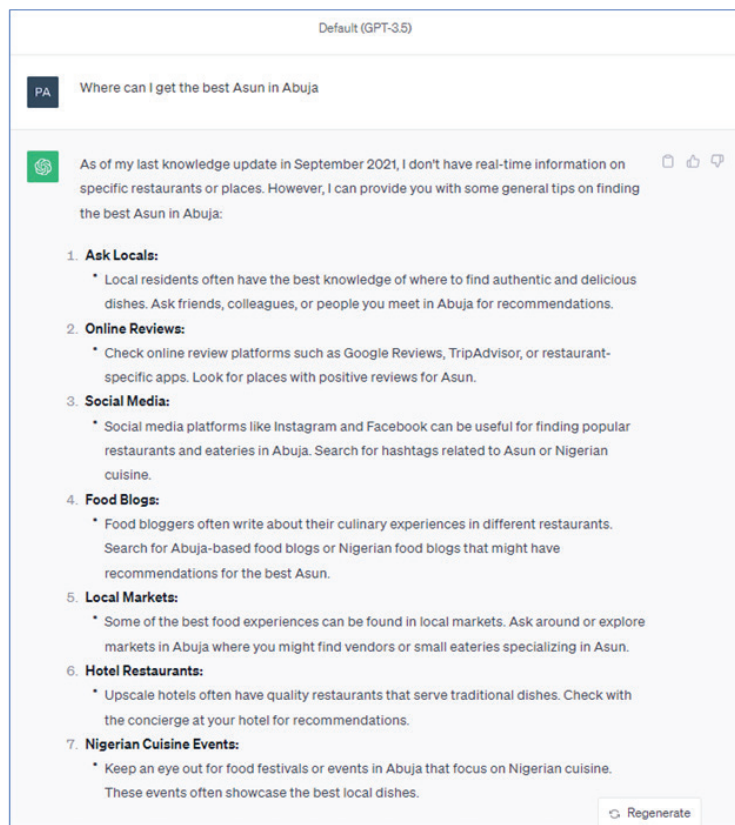 Default (GPT-3.5)
PA
Where can I get the best Asun in Abuja
As of my last knowledge update in September 2021, I don't have real-time information on
specific restaurants or places. However, I can provide you with some general tips on finding
the best Asun in Abuja:
1. Ask Locals:
• Local residents often have the best knowledge of where to find authentic and delicious
dishes. Ask friends, colleagues, or people you meet in Abuja for recommendations.
2. Online Reviews:
• Check online review platforms such as Google Reviews, TripAdvisor, or restaurant-
specific apps. Look for places with positive reviews for Asun.
3. Social Media:
• Social media platforms like Instagram and Facebook can be useful for finding popular
restaurants and eateries in Abuja. Search for hashtags related to Asun or Nigerian
cuisine.
4. Food Blogs:
• Food bloggers often write about their culinary experiences in different restaurants.
Search for Abuja-based food blogs or Nigerian food blogs that might have
recommendations for the best Asun.
5. Local Markets:
• Some of the best food experiences can be found in local markets. Ask around or explore
markets in Abuja where you might find vendors or small eateries specializing in Asun.
6. Hotel Restaurants:
• Upscale hotels often have quality restaurants that serve traditional dishes. Check with
the concierge at your hotel for recommendations.
7. Nigerian Cuisine Events:
• Keep an eye out for food festivals or events in Abuja that focus on Nigerian cuisine.
These events often showcase the best local dishes.
Regenerate